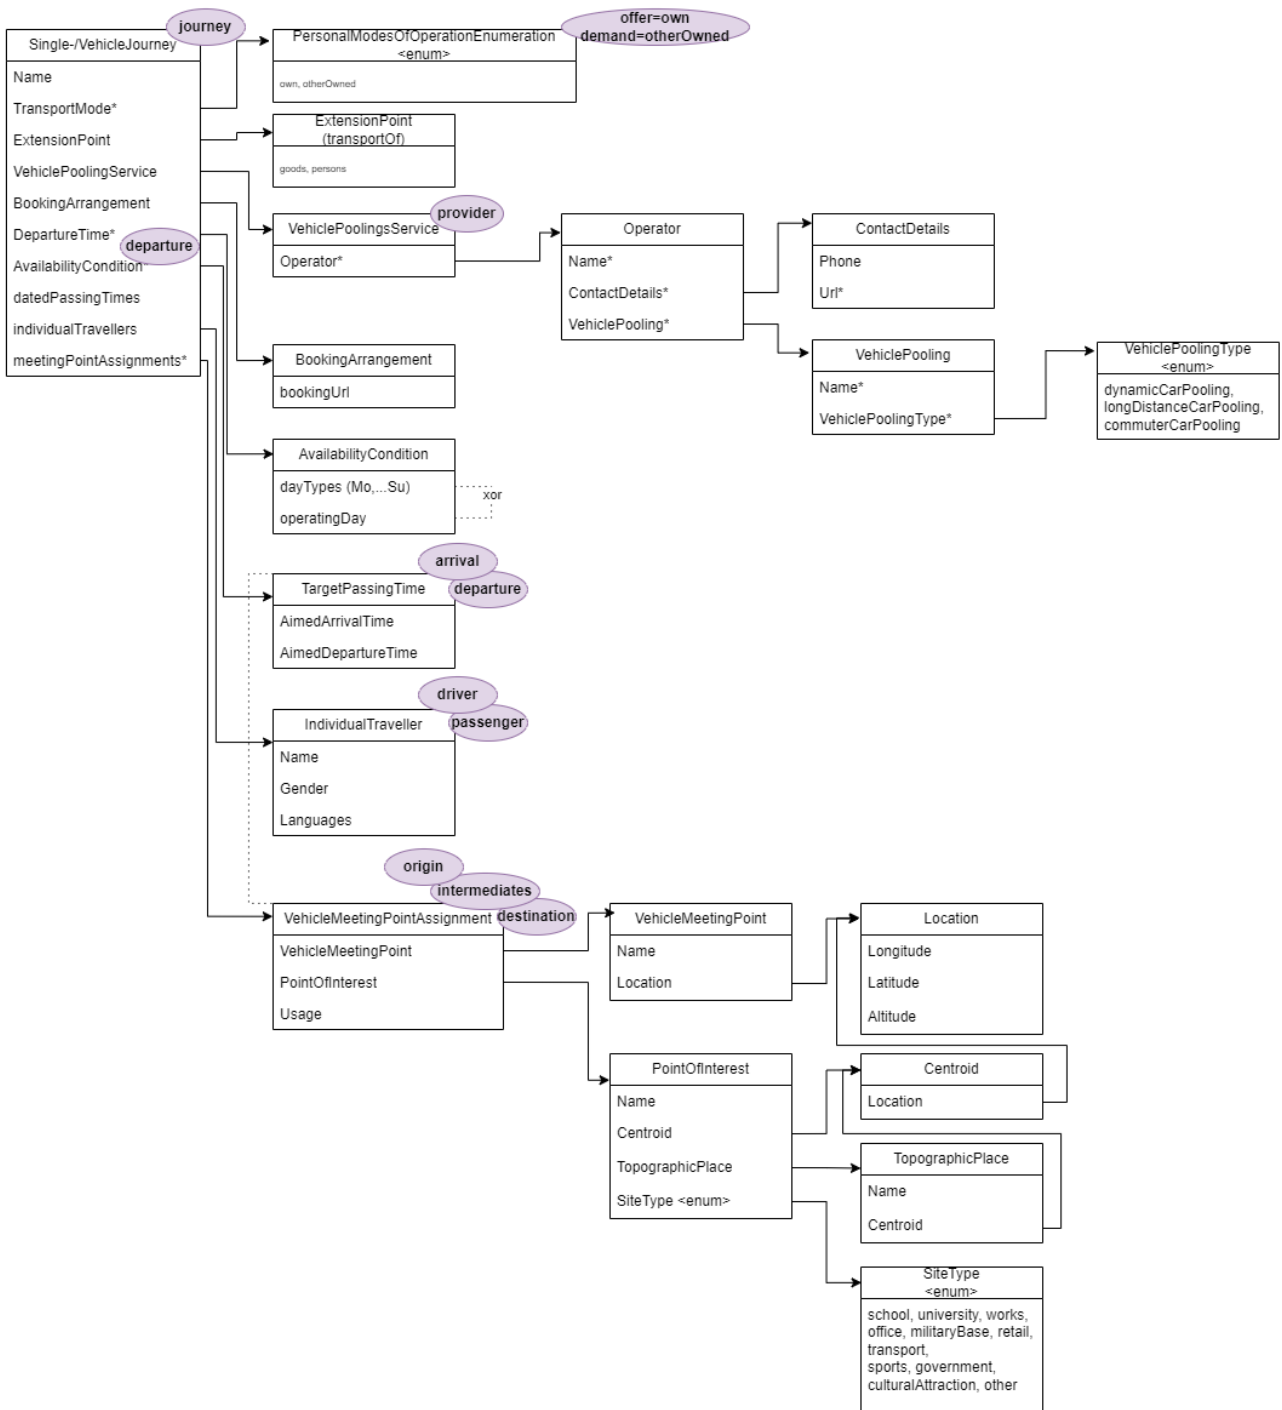 journey
Single-/VehicleJourney
Name
TransportMode*
ExtensionPoint
VehiclePoolingService
BookingArrangement
DepartureTime*
departure
AvailabilityCondition*
datedPassingTimes
individualTravellers
meetingPointAssignments*
offer=own
demand=otherOwned
PersonalModesOfOperationEnumeration
<enum>
own, otherOwned
ExtensionPoint
(transportOf)
goods, persons
provider
VehiclePoolingsService
Operator*
Operator
Name*
ContactDetails*
VehiclePooling*
ContactDetails
Phone
Url*
VehiclePooling
Name*
VehiclePoolingType*
VehiclePoolingType
<enum>
dynamicCarPooling,
longDistanceCarPooling,
commuterCarPooling
BookingArrangement
bookingUrl
AvailabilityCondition
dayTypes (Mo,...Su)
xor
operatingDay
arrival
departure
TargetPassingTime
AimedArrivalTime
AimedDepartureTime
driver
passenger
IndividualTraveller
Name
Gender
Languages
origin
intermediates
destination
VehicleMeetingPointAssignment
VehicleMeetingPoint
PointOfInterest
Usage
VehicleMeetingPoint
Name
Location
Location
Longitude
Latitude
Altitude
PointOfInterest
Name
Centroid
TopographicPlace
SiteType <enum>
Centroid
Location
TopographicPlace
Name
Centroid
SiteType
<enum>
school, university, works,
office, militaryBase, retail,
transport,
sports, government,
culturalAttraction, other